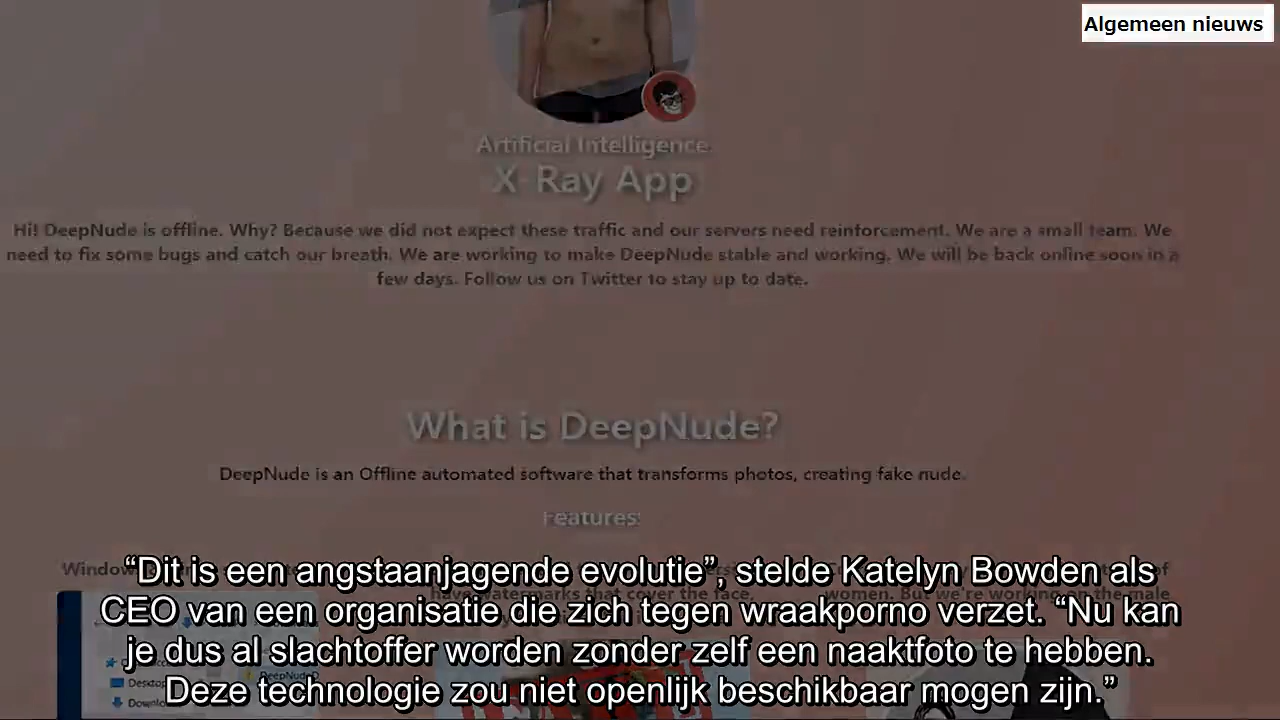 Algemeen nieuws
Artificial Intelligence
X-Ray App
Hi! DeepNude is offline. Why? Because we did not expect these traffic and our servers need reinforcement. We are a small team. We
need to fix some bugs and catch our breath. We are working to make DeepNude stable and working. We will be back online soon in a
few days. Follow us on Twitter to stay up to date.
What is DeepNude?
DeepNude is an Offline automated software that transforms photos, creating fake nude.
Features:
“Dit is een angstaanjagende evolutie”, stelde Katelyn Bowden als
CEO van een organisatie die zich tegen wraakporno verzet. “Nu kan
je dus al slachtoffer worden zonder zelf een naaktfoto te hebben.
Deze technologie zou niet openlijk beschikbaar mogen zijn.”